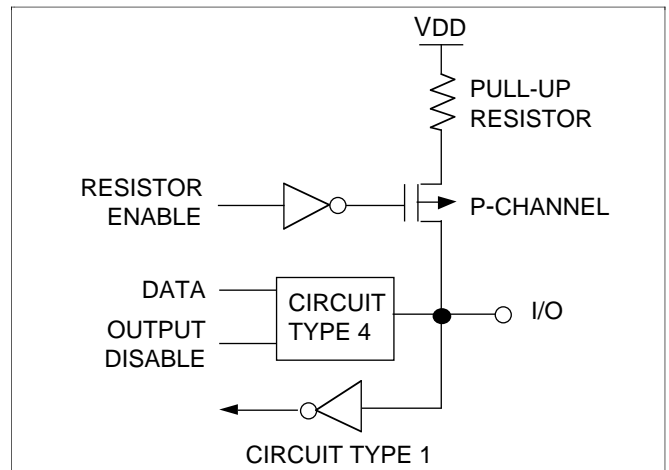 VDD
PULL-UP
RESISTOR
RESISTOR
ENABLE
P-CHANNEL
DATA
OUTPUT
DISABLE
CIRCUIT
TYPE 4
I/O
CIRCUIT TYPE 1